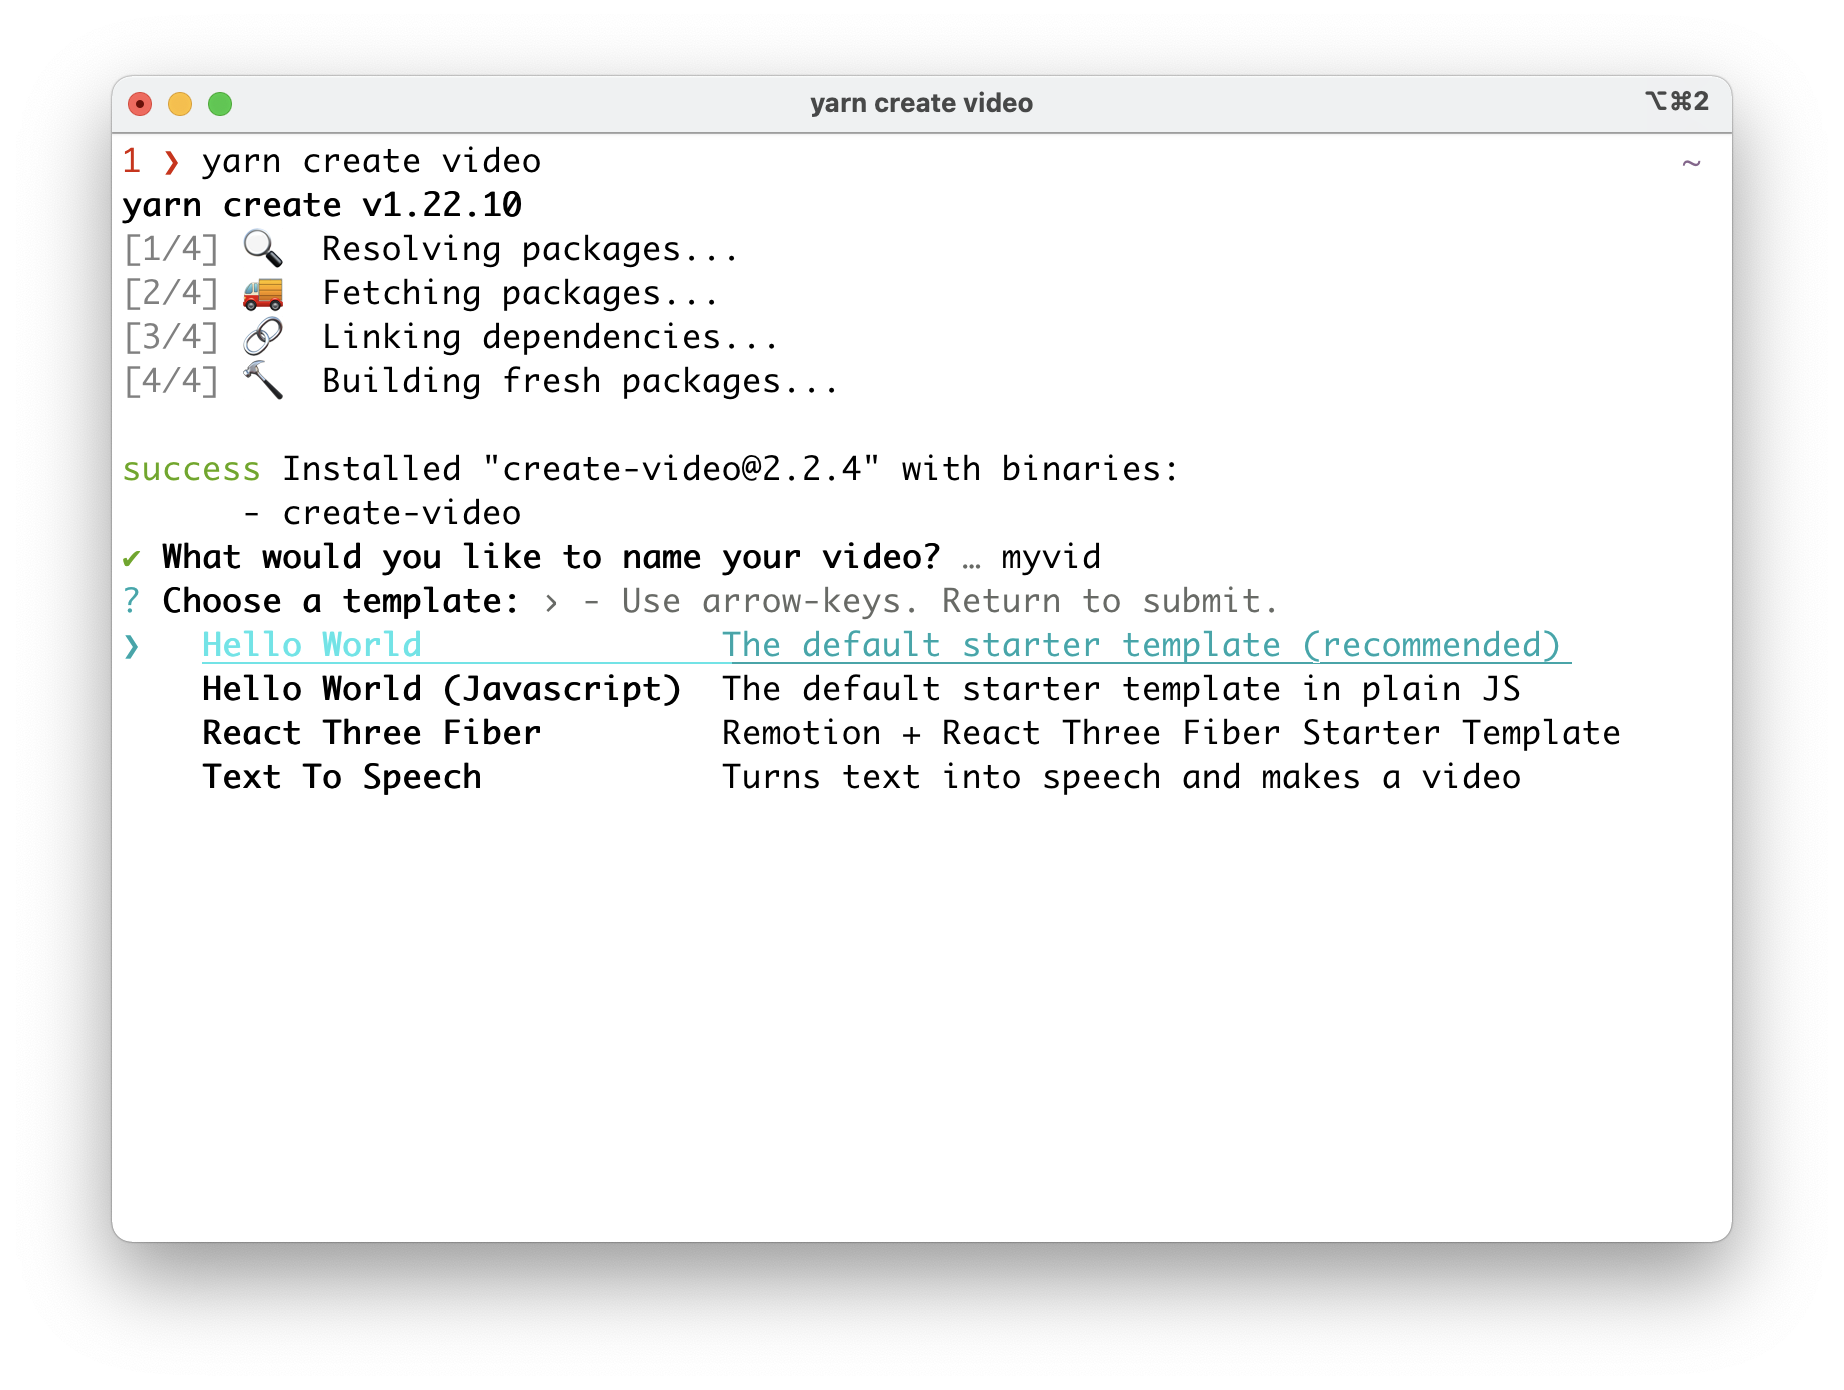 yarn create video ⌥⌘2
1 ❯ yarn create video ~
yarn create v1.22.10
[1/4] 🔍 Resolving packages...
[2/4] 🚚 Fetching packages...
[3/4] 🔗 Linking dependencies...
[4/4] 🔨 Building fresh packages...
success Installed "create-video@2.2.4" with binaries:
- create-video
✔ What would you like to name your video? … myvid
? Choose a template: › - Use arrow-keys. Return to submit.
❯ Hello World The default starter template (recommended)
Hello World (Javascript) The default starter template in plain JS
React Three Fiber Remotion + React Three Fiber Starter Template
Text To Speech Turns text into speech and makes a video